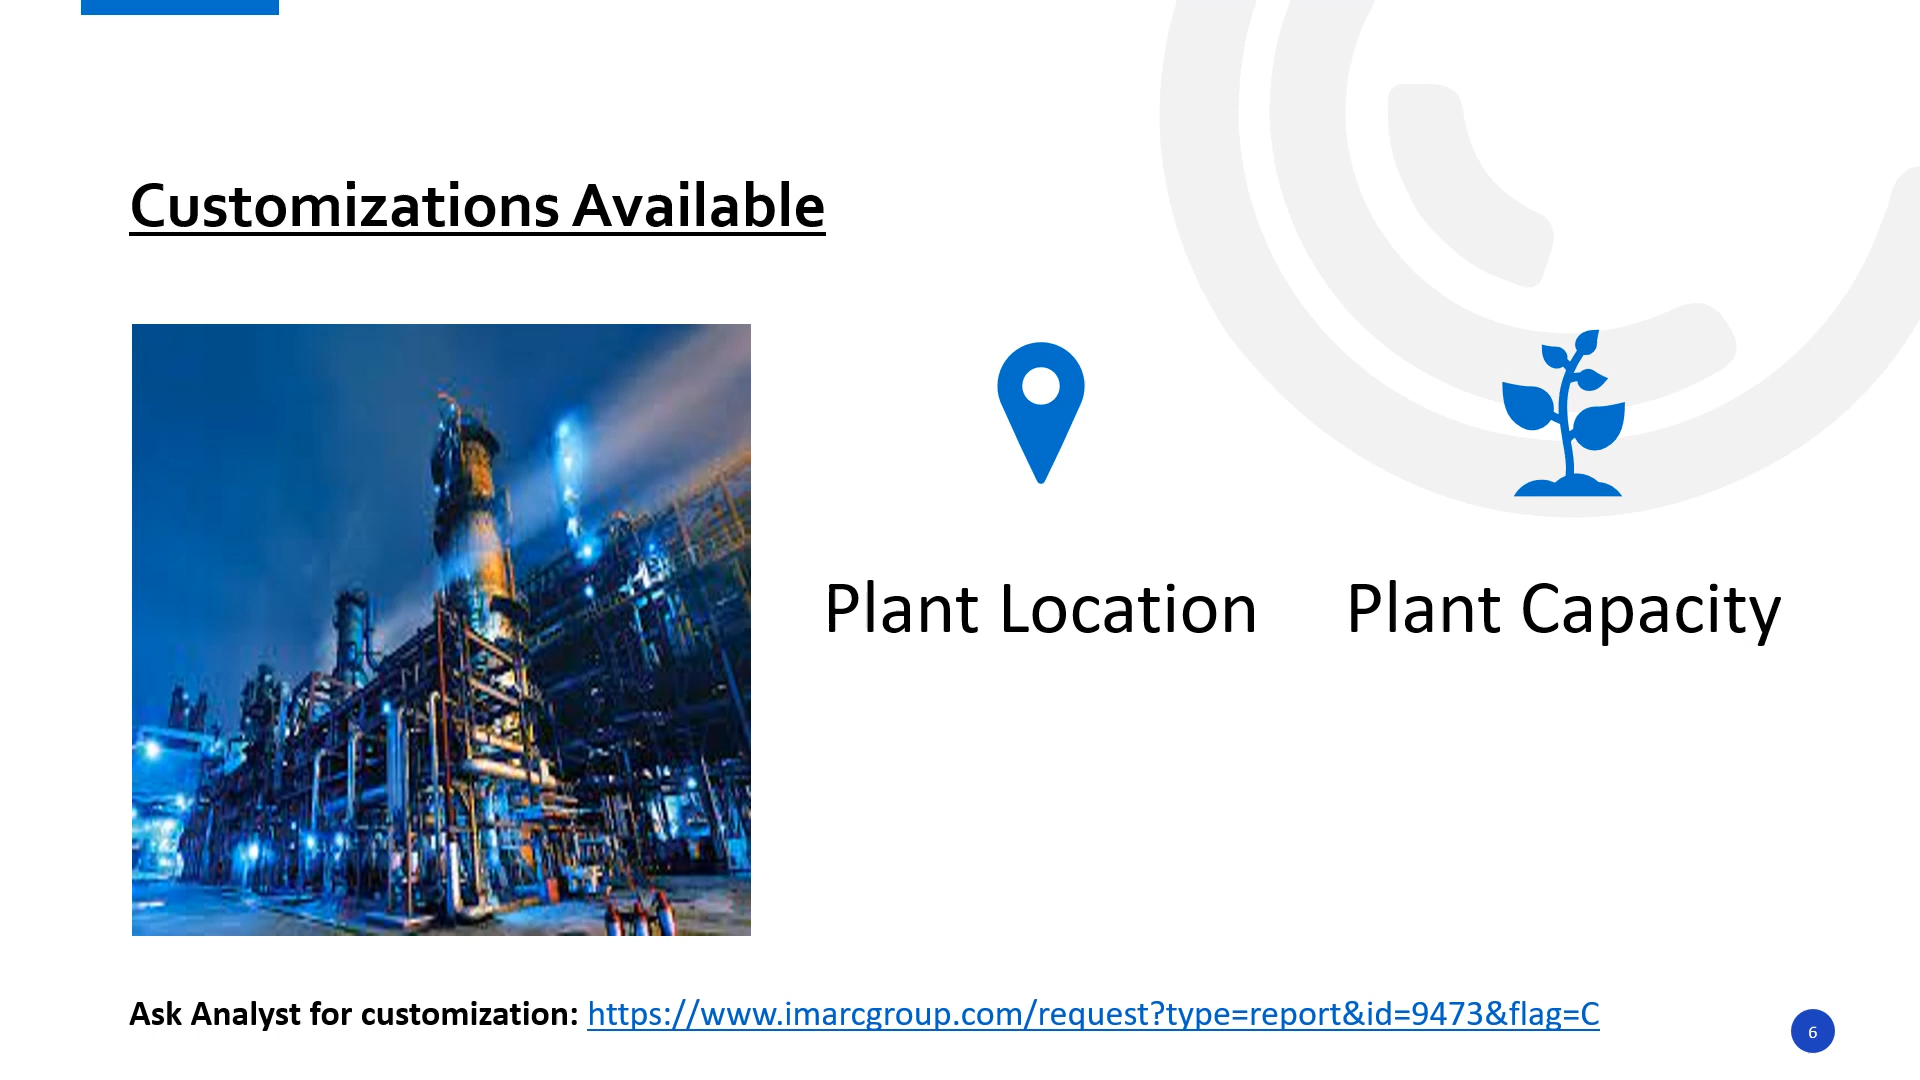 Customizations Available
Plant Location
Plant Capacity
Ask Analyst for customization: https://www.imarcgroup.com/request?type=report&id=9473&flag=C
6